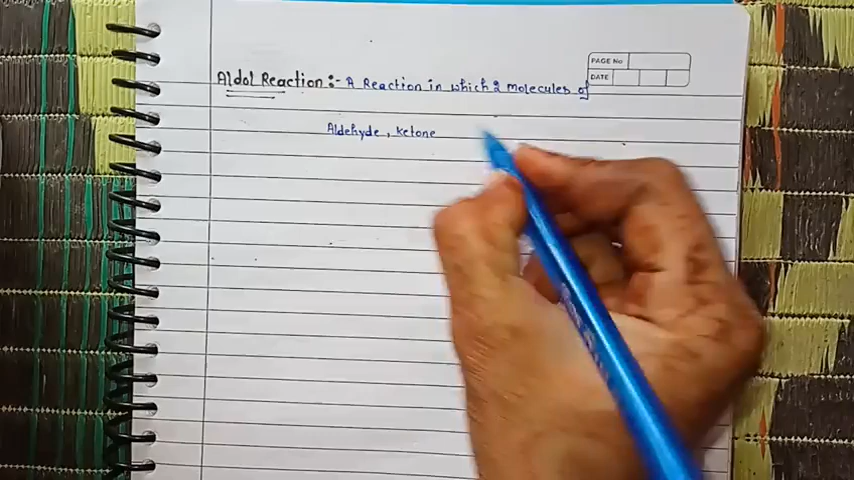 PAGE No
DATE
Aldol Reaction :- A Reaction in which 2 molecules of
Aldehyde, ketone